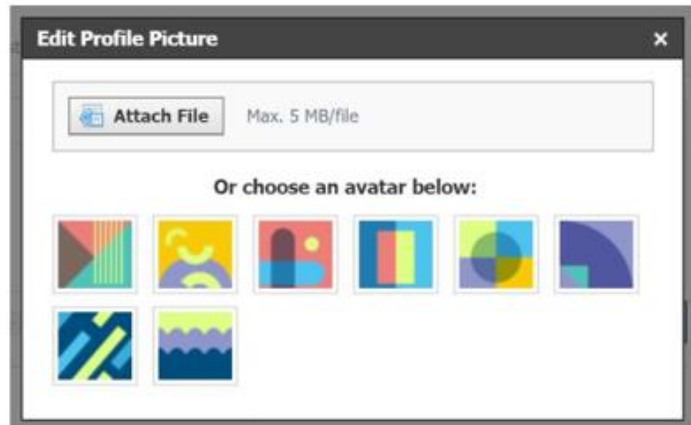 Edit Profile Picture ×
Attach File Max. 5 MB/file
Or choose an avatar below: